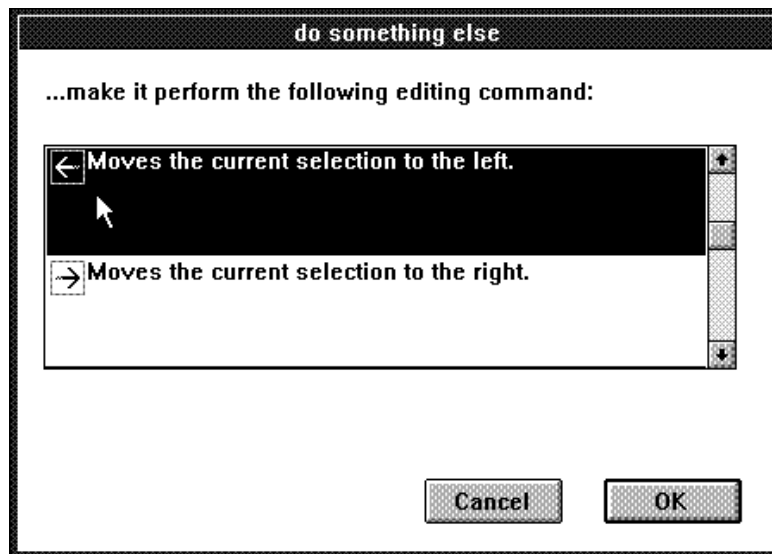 do something else
...make it perform the following editing command:
Moves the current selection to the left.
Moves the current selection to the right.
Cancel OK